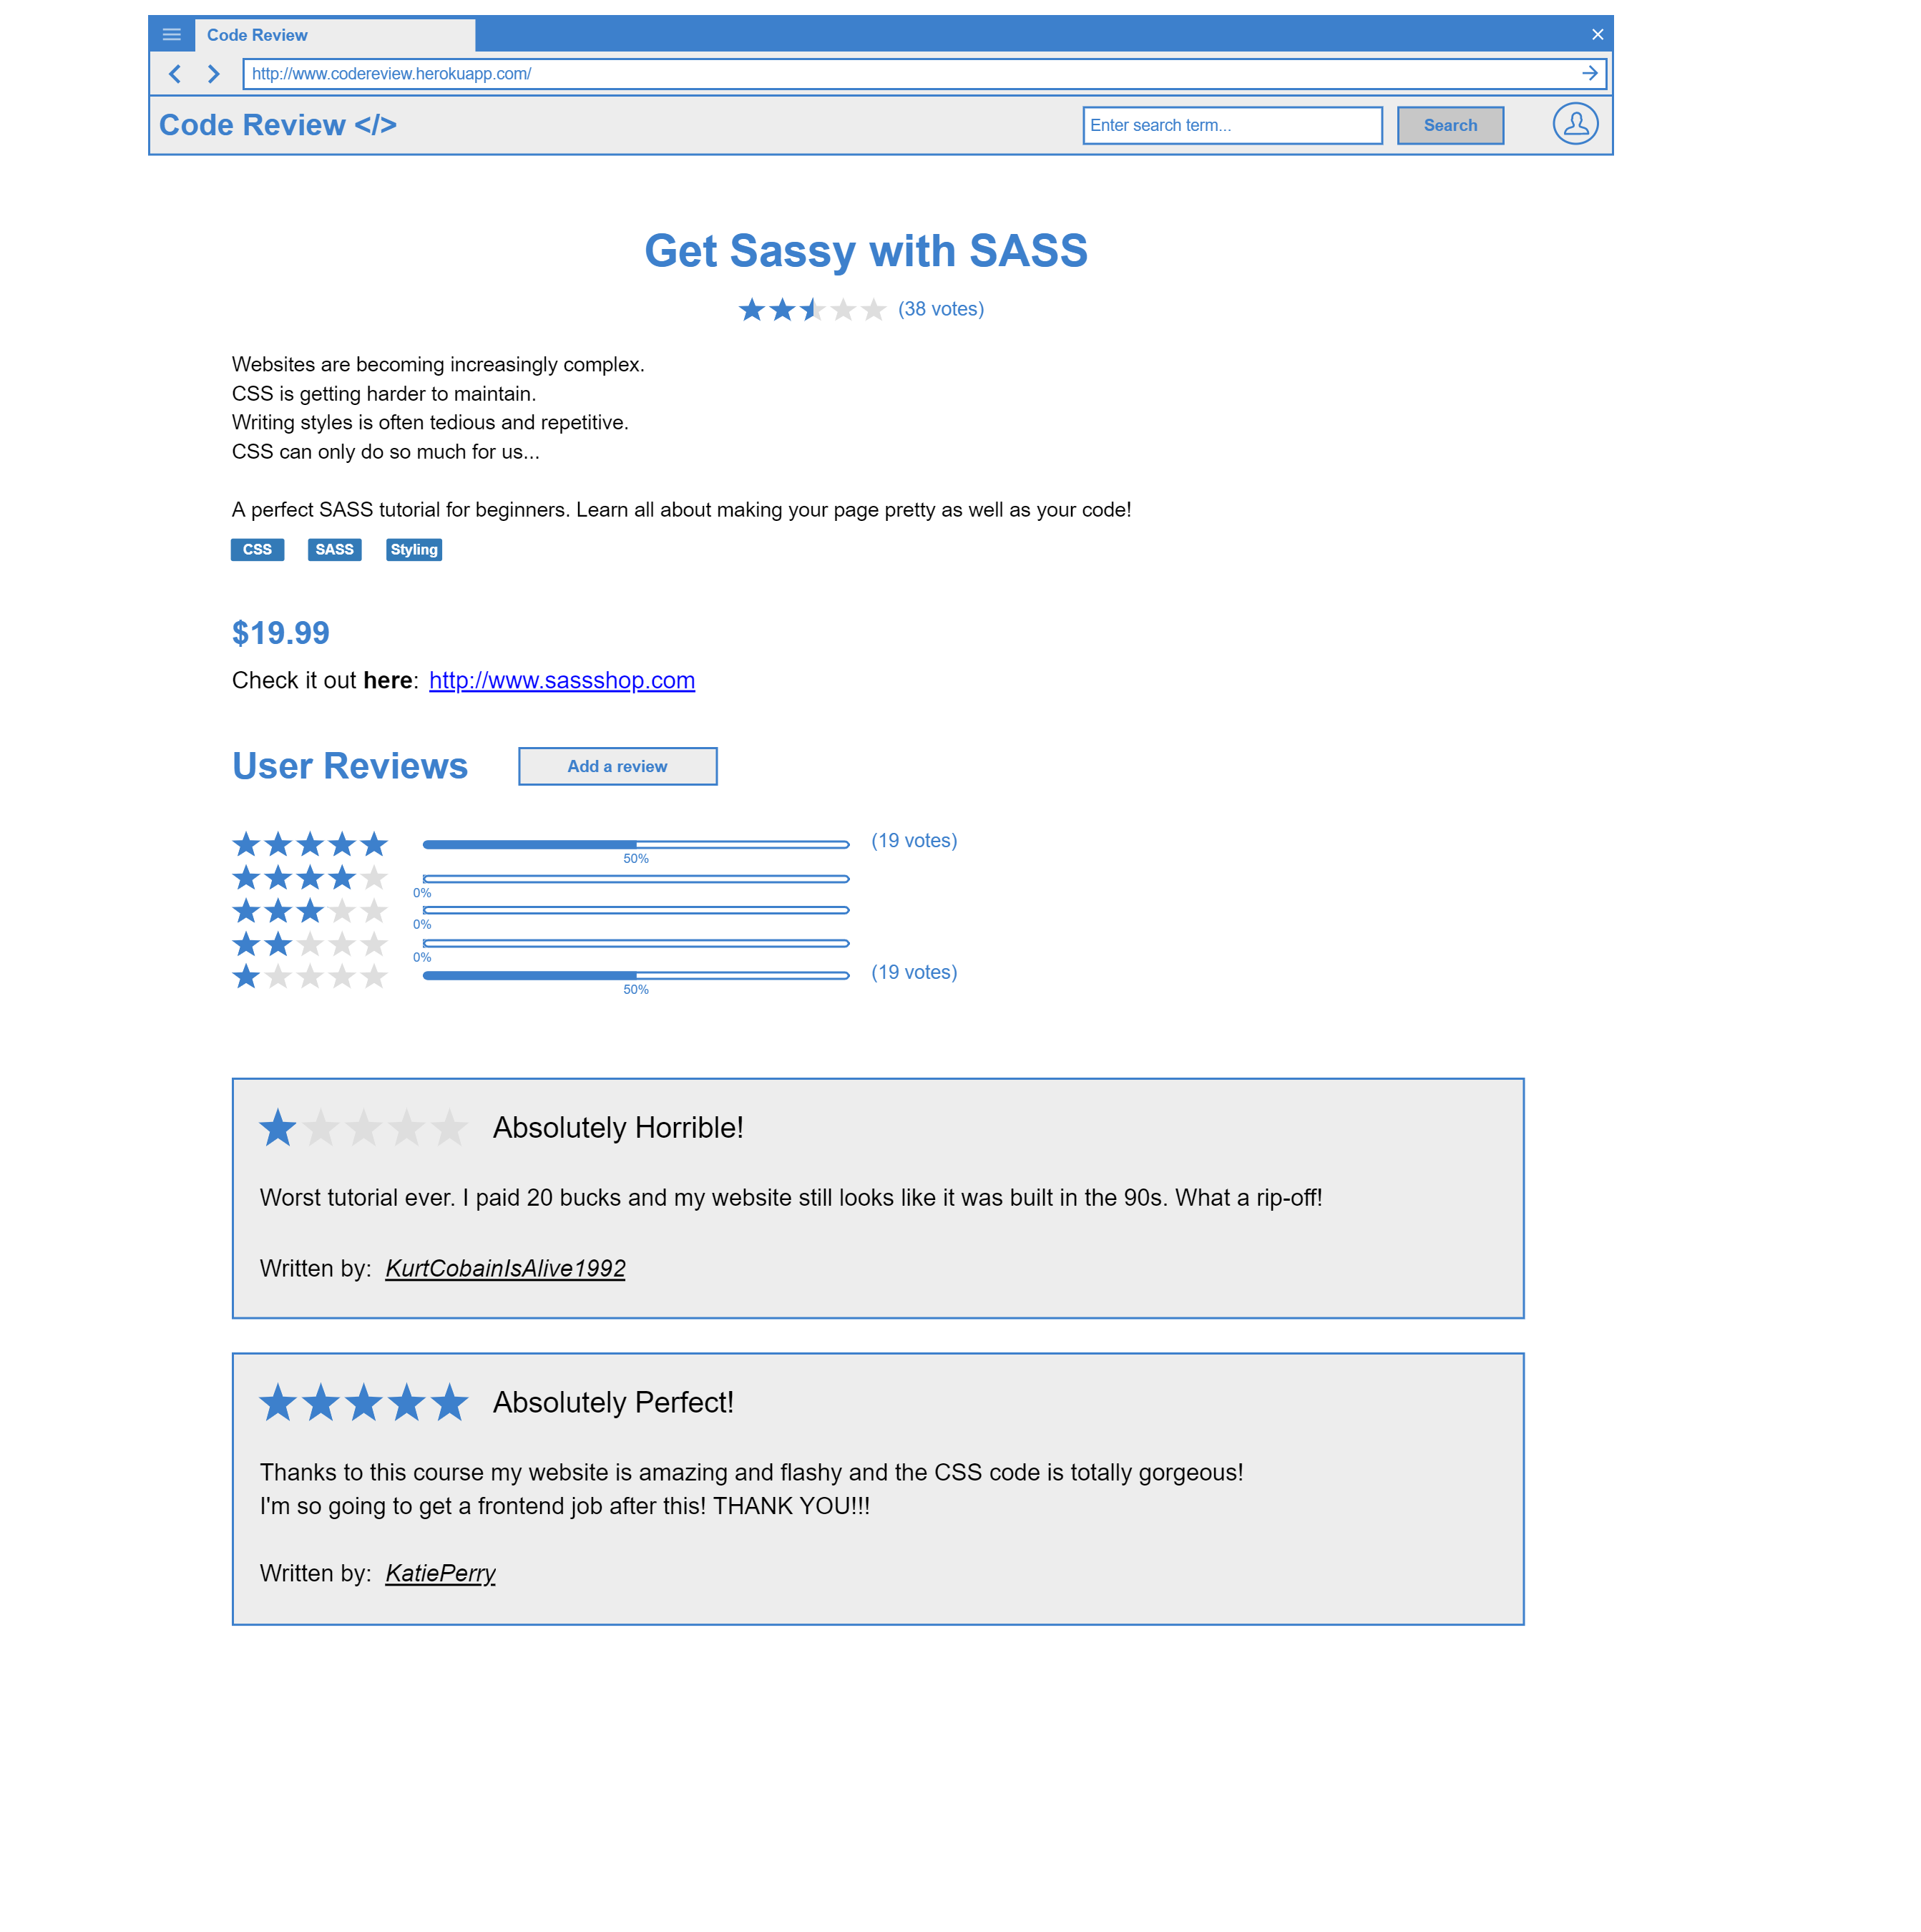 Code Review
http://www.codereview.herokuapp.com/
Code Review </>
Enter search term...
Search
Get Sassy with SASS
(38 votes)
Websites are becoming increasingly complex.
CSS is getting harder to maintain.
Writing styles is often tedious and repetitive.
CSS can only do so much for us...
A perfect SASS tutorial for beginners. Learn all about making your page pretty as well as your code!
CSS SASS Styling
$19.99
Check it out here: http://www.sassshop.com
User Reviews
Add a review
(19 votes)
50%
0%
0%
0%
(19 votes)
50%
Absolutely Horrible!
Worst tutorial ever. I paid 20 bucks and my website still looks like it was built in the 90s. What a rip-off!
Written by: KurtCobainIsAlive1992
Absolutely Perfect!
Thanks to this course my website is amazing and flashy and the CSS code is totally gorgeous!
I'm so going to get a frontend job after this! THANK YOU!!!
Written by: KatiePerry